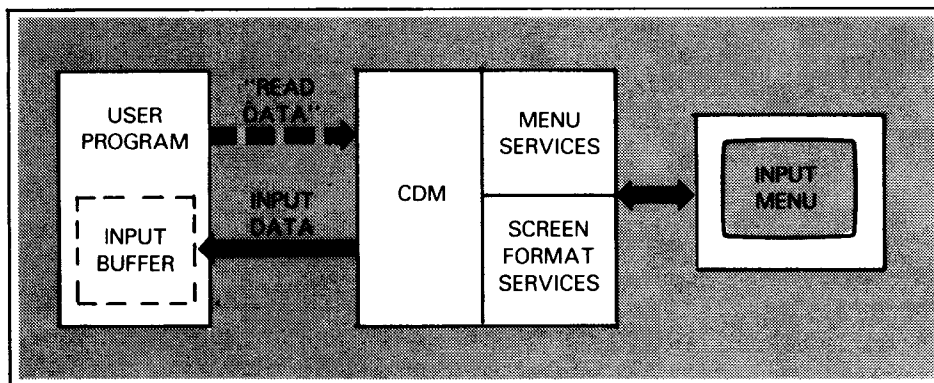 USER
PROGRAM
INPUT
BUFFER
"READ
DATA"
INPUT
DATA
CDM
MENU
SERVICES
SCREEN
FORMAT
SERVICES
INPUT
MENU